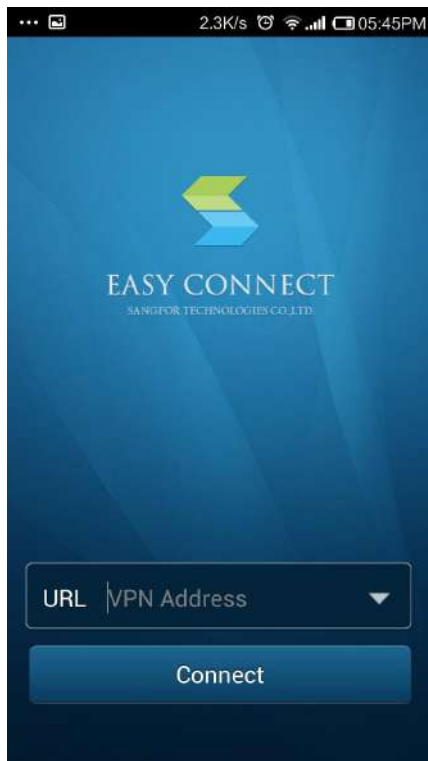 2.3K/s 05:45PM
EASY CONNECT
SANGFOR TECHNOLOGIES CO.,LTD.
URL VPN Address
Connect